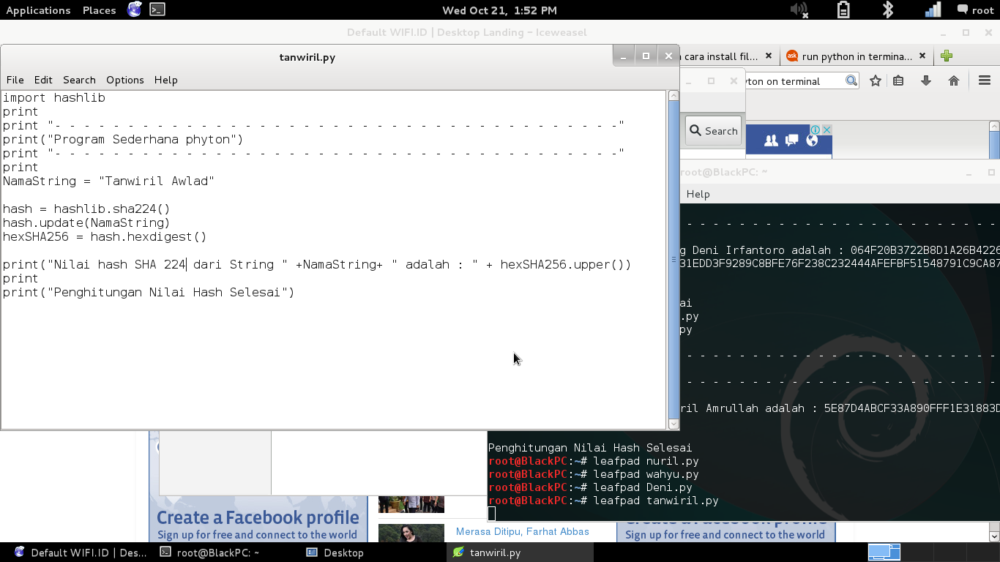 Applications Places Wed Oct 21, 1:52 PM root
Default WIFI.ID | Desktop Landing - Iceweasel
tanwiril.py
cara install fil...
ask run python in termina...
File Edit Search Options Help
yton on terminal
Search
import hashlib
print
print "- - - - - - - - - - - - - - - - - - - - - - - - - - - - - - - - - - - - - - -"
print("Program Sederhana phyton")
print "- - - - - - - - - - - - - - - - - - - - - - - - - - - - - - - - - - - - - - -"
print
NamaString = "Tanwiril Awlad"
hash = hashlib.sha224()
hash.update(NamaString)
hexSHA256 = hash.hexdigest()
print("Nilai hash SHA 224 dari String " +NamaString+ " adalah : " + hexSHA256.upper())
print
print("Penghitungan Nilai Hash Selesai")
root@BlackPC: ~
Help
- - - - - - - - - - - - - - - - - - - - - - - -
g Deni Irfantoro adalah : 064F20B3722B8D1A26B4226
31EDD3F9289C8BFE76F238C232444AFEFBF51548791C9CA87
ai
.py
py
- - - - - - - - - - - - - - - - - - - - - - - -
- - - - - - - - - - - - - - - - - - - - - - - -
ril Amrullah adalah : 5E87D4ABCF33A890FFF1E31883D
Penghitungan Nilai Hash Selesai
root@BlackPC:~# leafpad nuril.py
root@BlackPC:~# leafpad wahyu.py
root@BlackPC:~# leafpad Deni.py
root@BlackPC:~# leafpad tanwiril.py
Create a Facebook profile
Sign up for free and connect to the world
Merasa Ditipu, Farhat Abbas
Create a Facebook profile
Sign up for free and connect to the world
Default WIFI.ID | Des... root@BlackPC: ~ Desktop tanwiril.py